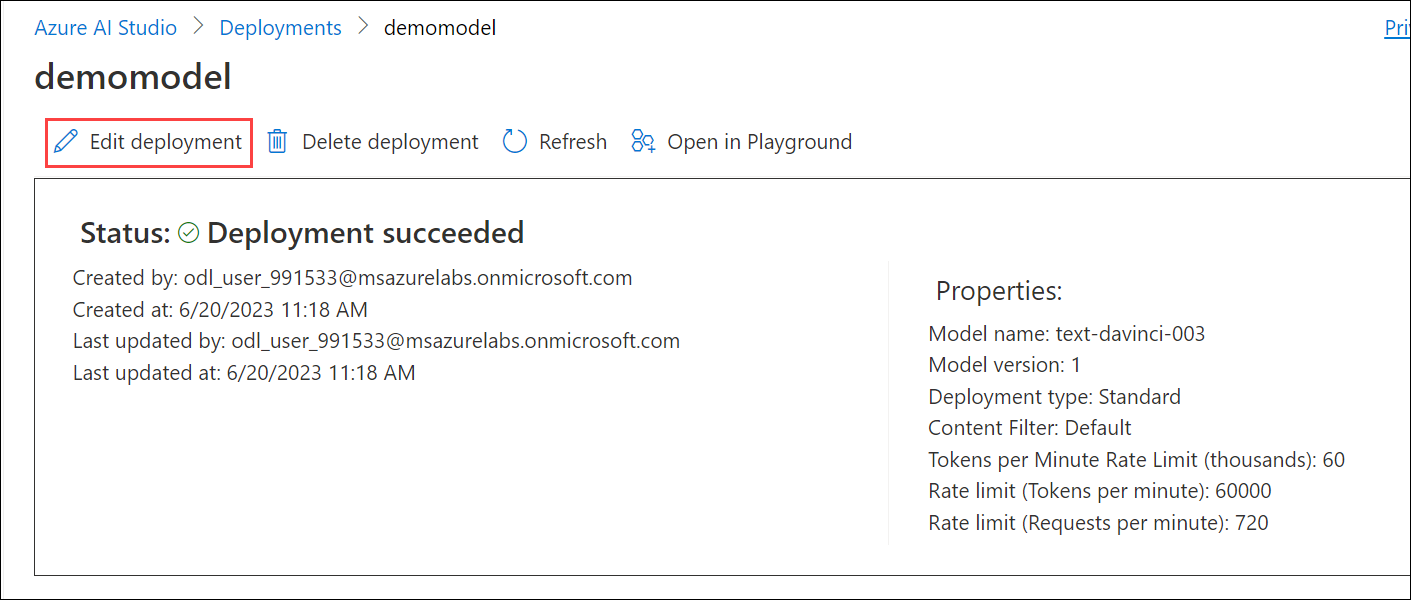 Azure AI Studio > Deployments > demomodel
Pri
demomodel
Edit deployment Delete deployment Refresh Open in Playground
Status: Deployment succeeded
Created by: odl_user_991533@msazurelabs.onmicrosoft.com
Created at: 6/20/2023 11:18 AM
Last updated by: odl_user_991533@msazurelabs.onmicrosoft.com
Last updated at: 6/20/2023 11:18 AM
Properties:
Model name: text-davinci-003
Model version: 1
Deployment type: Standard
Content Filter: Default
Tokens per Minute Rate Limit (thousands): 60
Rate limit (Tokens per minute): 60000
Rate limit (Requests per minute): 720